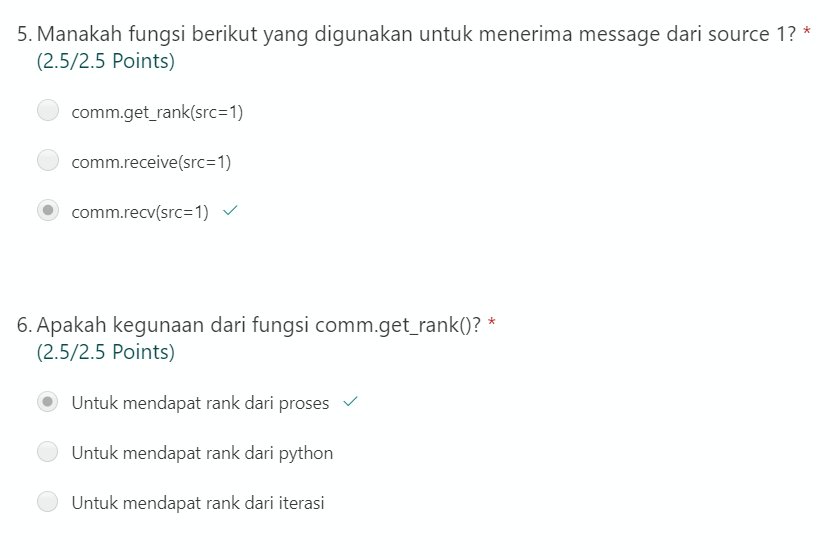 5. Manakah fungsi berikut yang digunakan untuk menerima message dari source 1? *
(2.5/2.5 Points)
comm.get_rank(src=1)
comm.receive(src=1)
comm.recv(src=1)
6. Apakah kegunaan dari fungsi comm.get_rank()? *
(2.5/2.5 Points)
Untuk mendapat rank dari proses
Untuk mendapat rank dari python
Untuk mendapat rank dari iterasi